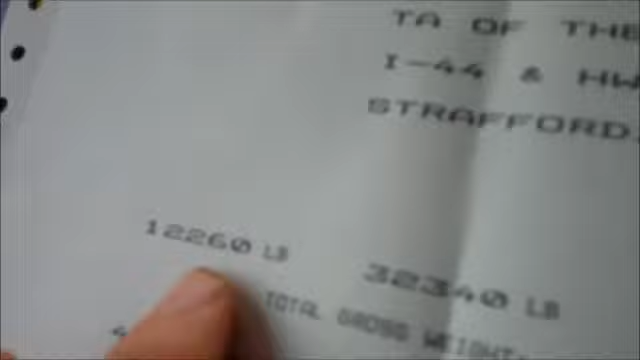 TA OF THE
I-44 & HW
STRAFFORD,
12260 LB 32340 LB
TOTAL GROSS WEIGHT